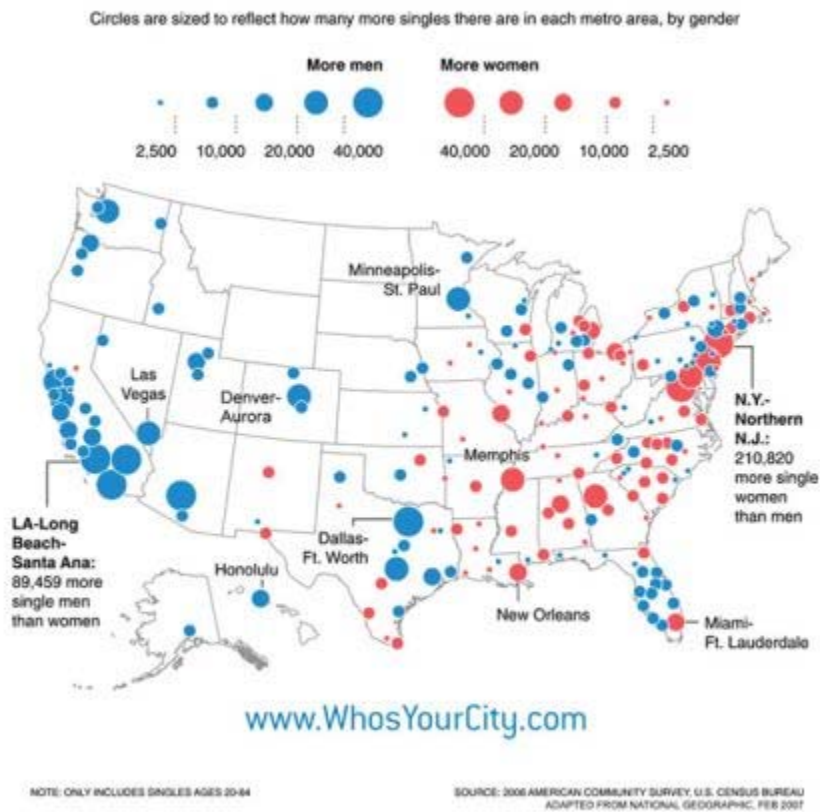 Circles are sized to reflect how many more singles there are in each metro area, by gender
More men
More women
2,500 10,000 20,000 40,000
40,000 20,000 10,000 2,500
Minneapolis-
St. Paul
Las
Vegas
Denver-
Aurora
N.Y.-
Northern
N.J.:
210,820
more single
women
than men
Memphis
LA-Long
Beach-
Santa Ana:
89,459 more
single men
than women
Dallas-
Ft. Worth
Honolulu
New Orleans
Miami-
Ft. Lauderdale
www.WhosYourCity.com
NOTE: ONLY INCLUDES SINGLES AGES 20-64
SOURCE: 2006 AMERICAN COMMUNITY SURVEY, U.S. CENSUS BUREAU
ADAPTED FROM NATIONAL GEOGRAPHIC, FEB 2007